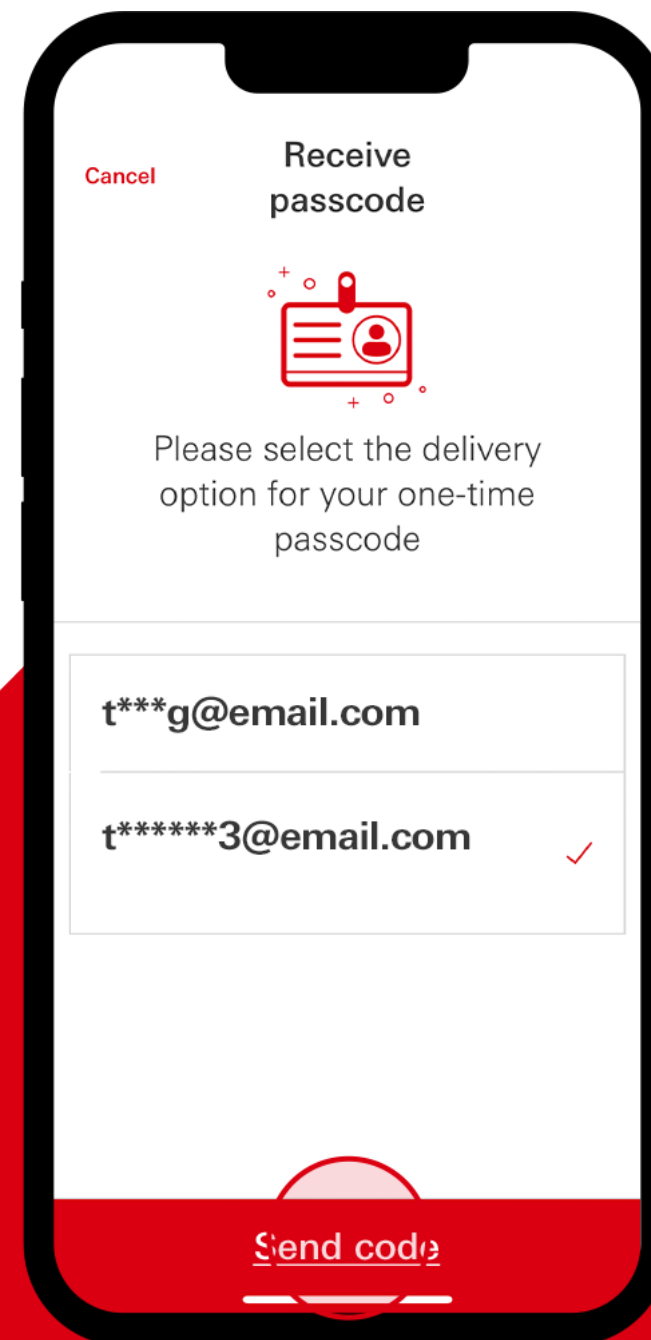 Cancel
Receive
passcode
Please select the delivery
option for your one-time
passcode
t***g@email.com
t******3@email.com
Send code